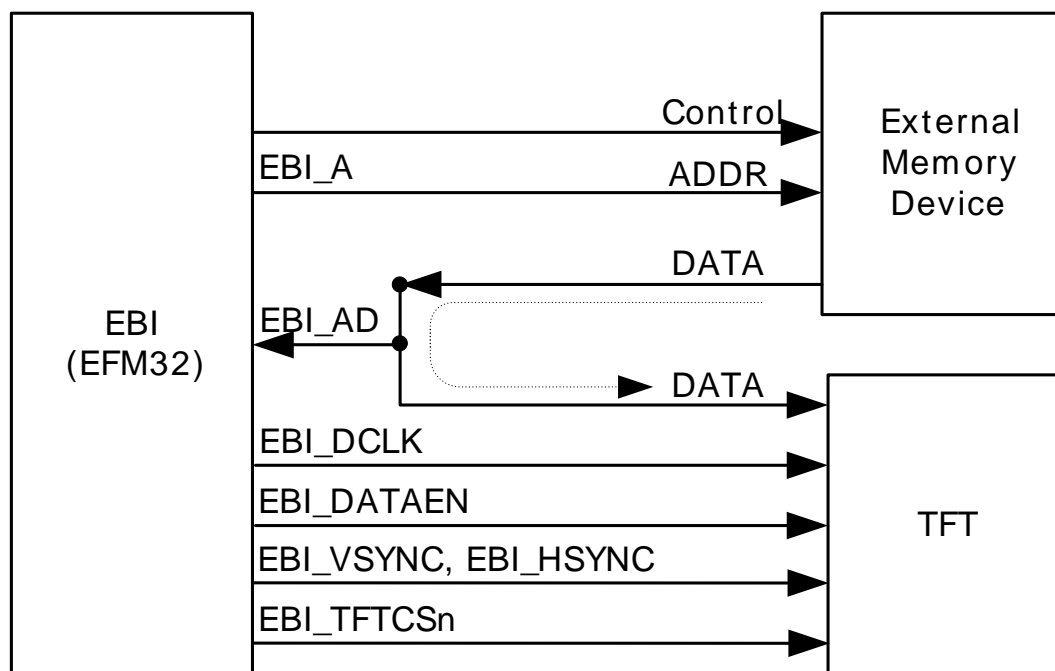 Control
External
Memory
Device
EBI_A
ADDR
DATA
EBI
(EFM32)
EBI_AD
DATA
EBI_DCLK
EBI_DATAEN
TFT
EBI_VSYNC, EBI_HSYNC
EBI_TFTCSn